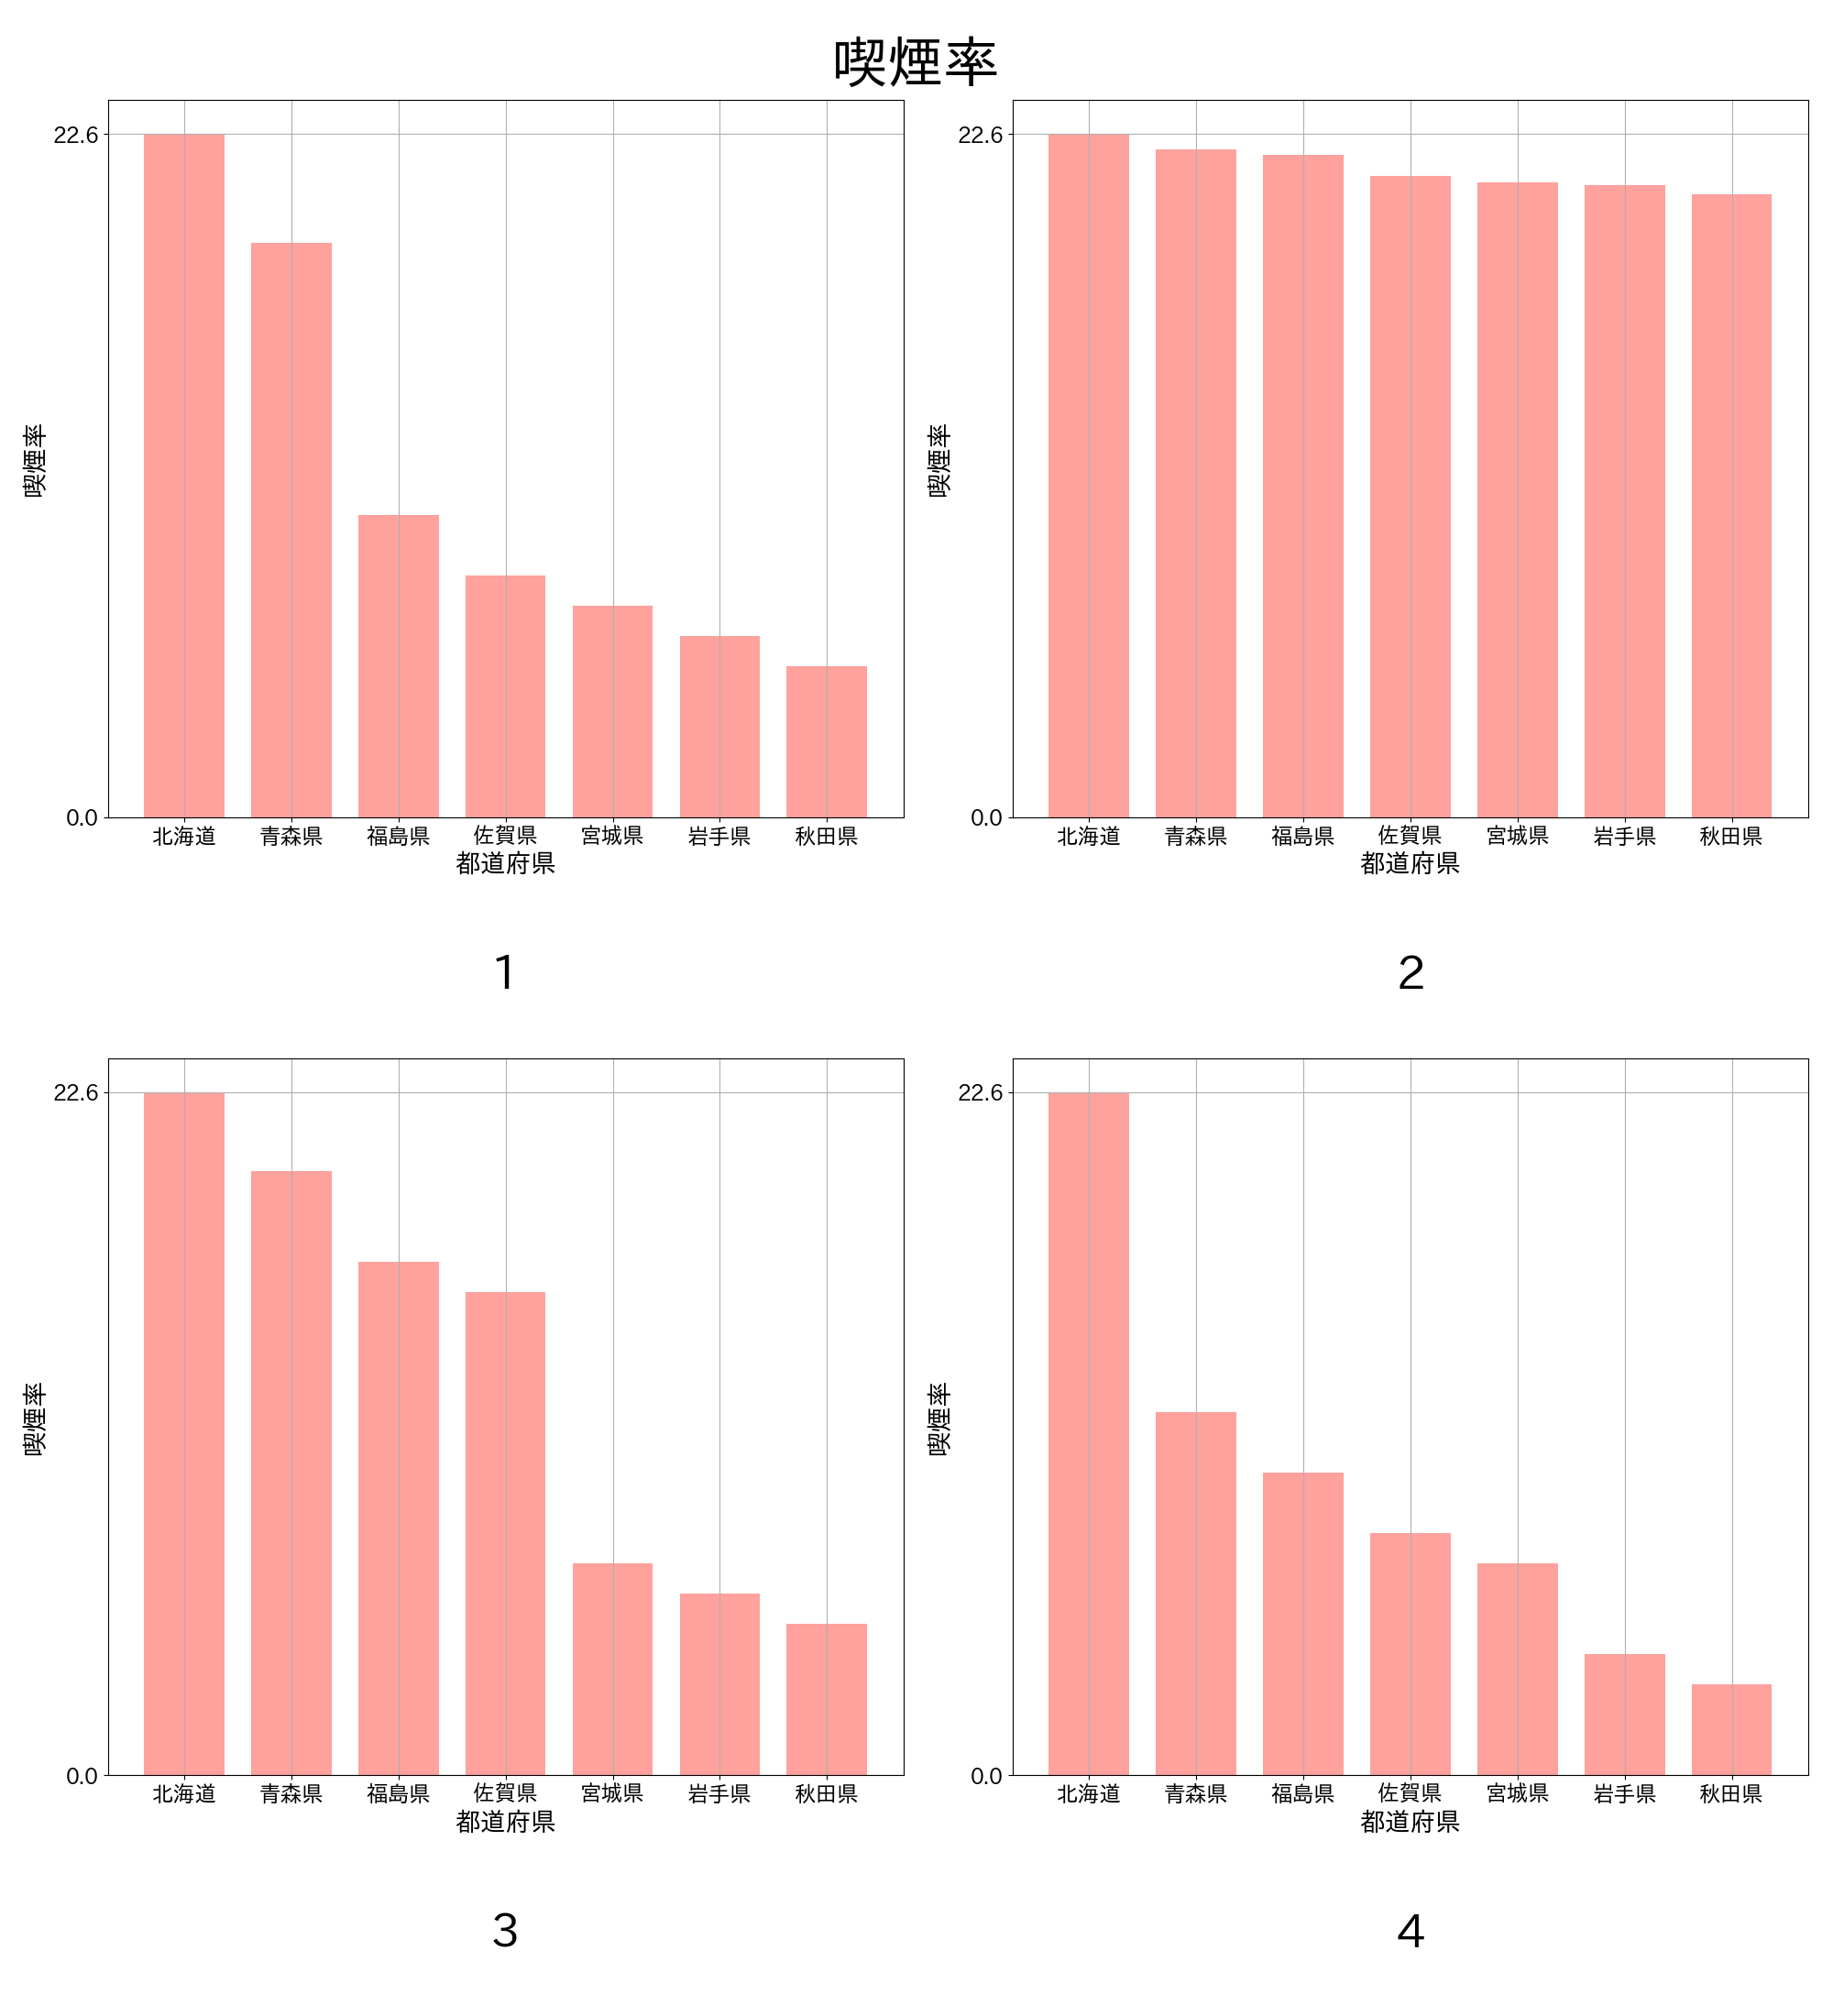 喫煙率
22.6
0.0
喫煙率
北海道 青森県 福島県 佐賀県 宮城県 岩手県 秋田県
都道府県
1
22.6
0.0
喫煙率
北海道 青森県 福島県 佐賀県 宮城県 岩手県 秋田県
都道府県
2
22.6
0.0
喫煙率
北海道 青森県 福島県 佐賀県 宮城県 岩手県 秋田県
都道府県
3
22.6
0.0
喫煙率
北海道 青森県 福島県 佐賀県 宮城県 岩手県 秋田県
都道府県
4